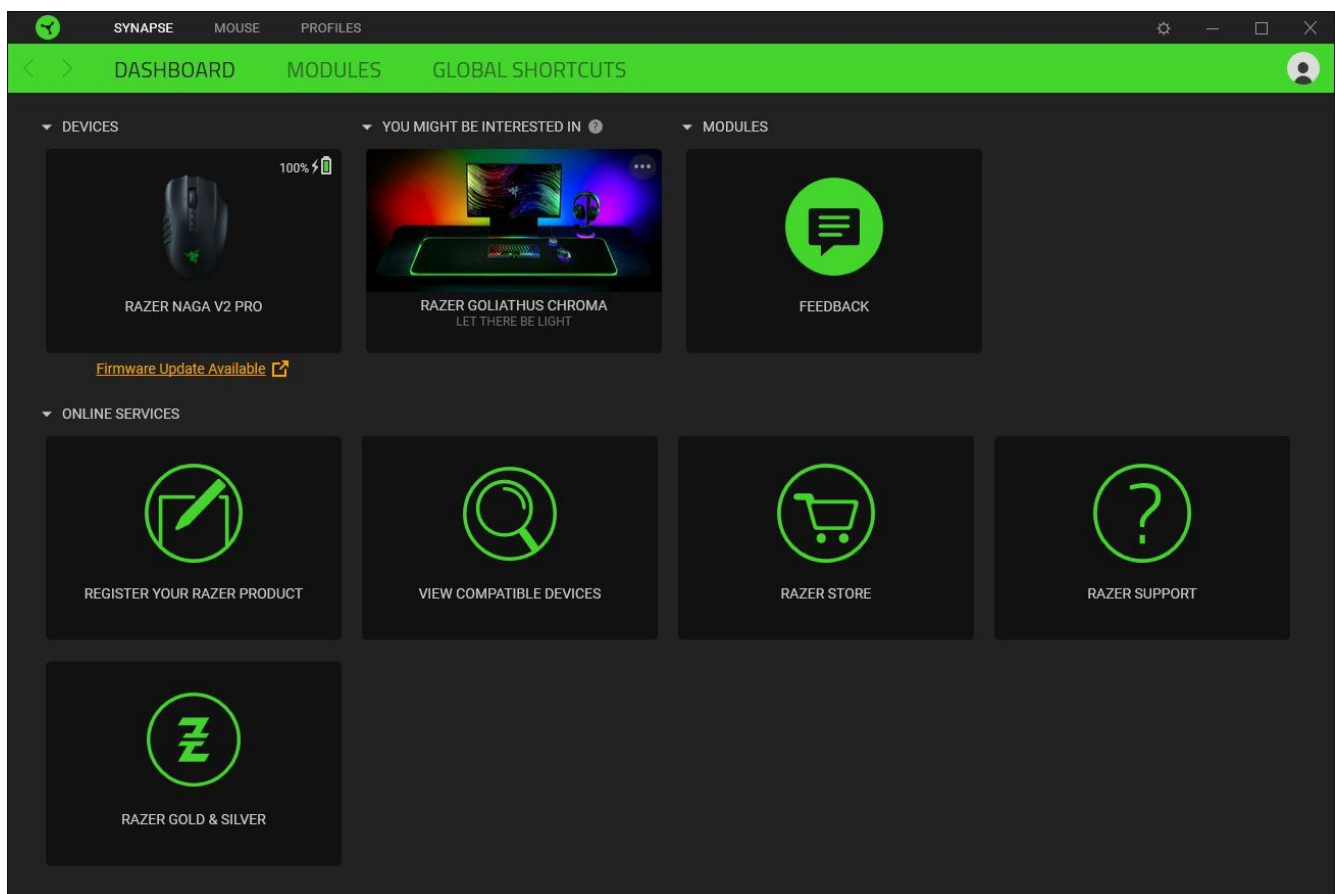 SYNAPSE MOUSE PROFILES
DASHBOARD MODULES GLOBAL SHORTCUTS
DEVICES
100%
RAZER NAGA V2 PRO
Firmware Update Available
YOU MIGHT BE INTERESTED IN ?
RAZER GOLIATHUS CHROMA
LET THERE BE LIGHT
MODULES
FEEDBACK
ONLINE SERVICES
REGISTER YOUR RAZER PRODUCT
VIEW COMPATIBLE DEVICES
RAZER STORE
?
RAZER SUPPORT
RAZER GOLD & SILVER